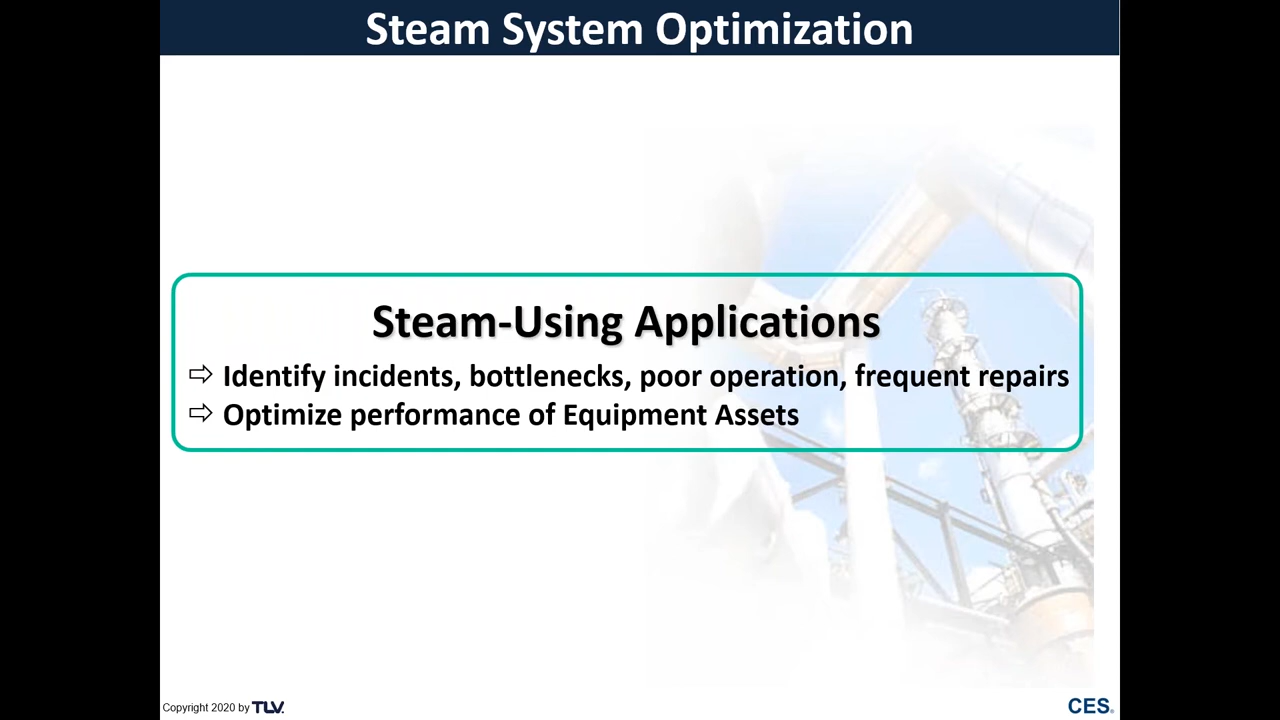 Steam System Optimization
Steam-Using Applications
⇨ Identify incidents, bottlenecks, poor operation, frequent repairs
⇨ Optimize performance of Equipment Assets
Copyright 2020 by TLV.
CES®